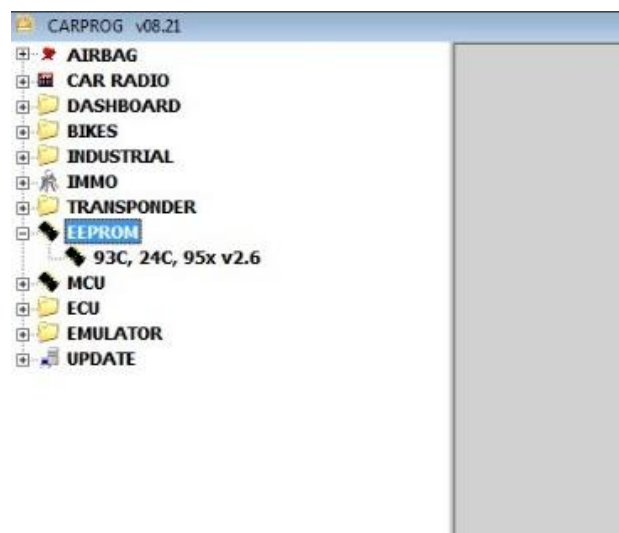 CARPROG v08.21
AIRBAG
CAR RADIO
DASHBOARD
BIKES
INDUSTRIAL
IMMO
TRANSPONDER
EEPROM
93C, 24C, 95x v2.6
MCU
ECU
EMULATOR
UPDATE